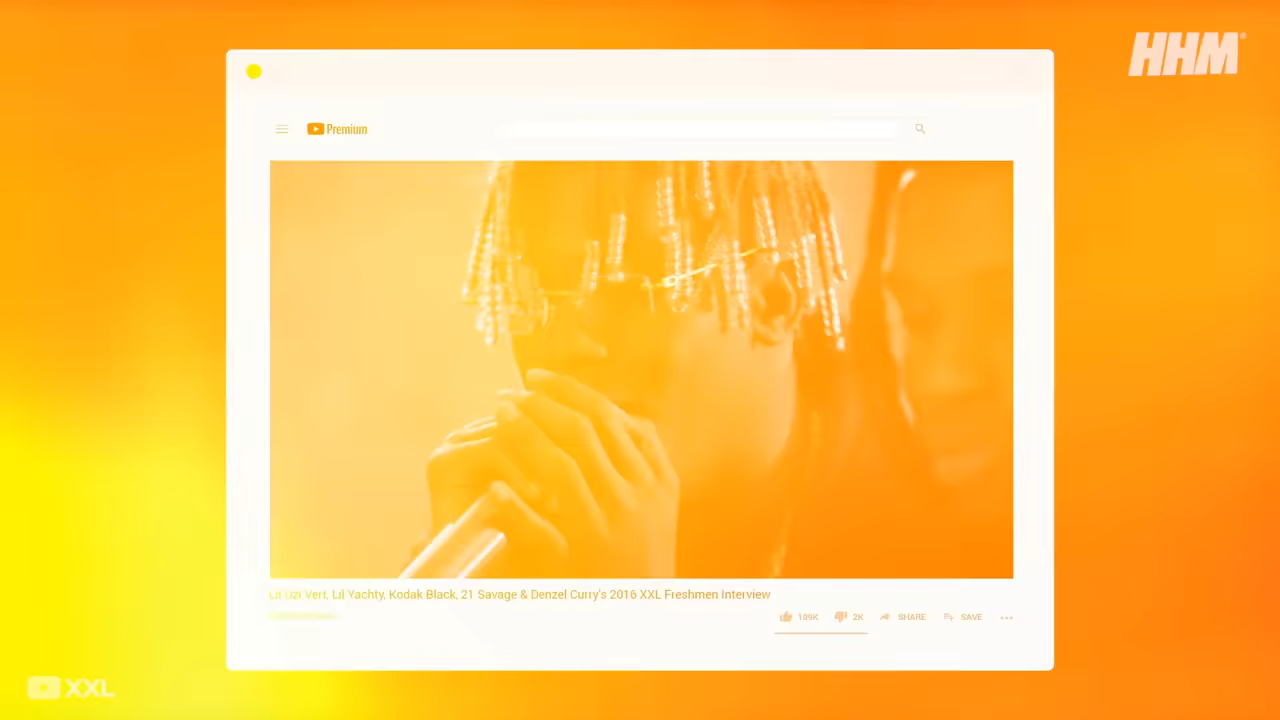 HHM
Premium
Lil Uzi Vert, Lil Yachty, Kodak Black, 21 Savage & Denzel Curry's 2016 XXL Freshmen Interview
109K 2K SHARE SAVE
XXL